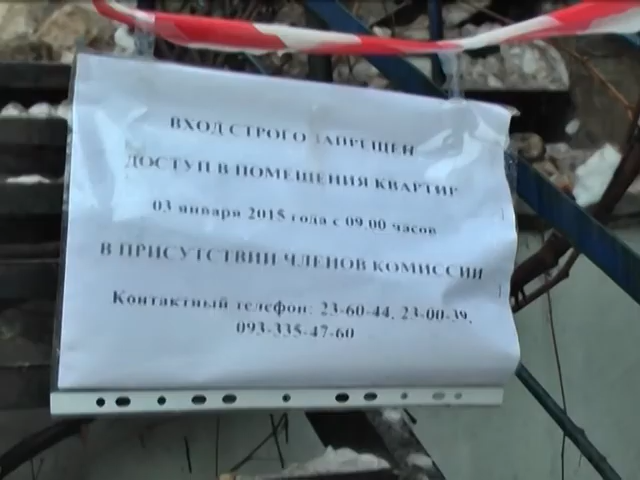 ВХОД СТРОГО ЗАПРЕЩЕН
ДОСТУП В ПОМЕЩЕНИЯ КВАРТИР
03 января 2015 года с 09.00 часов
В ПРИСУТСТВИИ ЧЛЕНОВ КОМИССИИ
Контактный телефон: 23-60-44, 23-00-39,
093-335-47-60